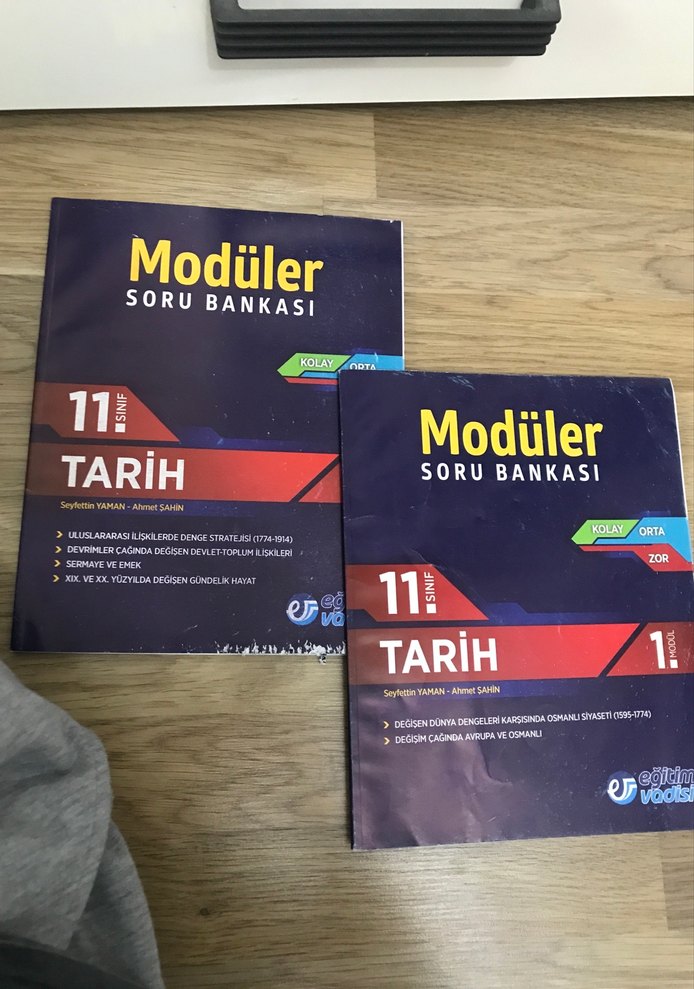 Modüler
SORU BANKASI
KOLAY ORTA
11. SINIF
TARİH
Seyfettin YAMAN - Ahmet ŞAHİN
ULUSLARARASI İLİŞKİLERDE DENGE STRATEJİSİ (1774-1914)
DEVRİMLER ÇAĞINDA DEĞİŞEN DEVLET-TOPLUM İLİŞKİLERİ
SERMAYE VE EMEK
XIX. VE XX. YÜZYILDA DEĞİŞEN GÜNDELİK HAYAT
Modüler
SORU BANKASI
KOLAY ORTA
ZOR
11. SINIF
TARİH
1. MODÜL
Seyfettin YAMAN - Ahmet ŞAHİN
DEĞİŞEN DÜNYA DENGELERİ KARŞISINDA OSMANLI SİYASETİ (1595-1774)
DEĞİŞİM ÇAĞINDA AVRUPA VE OSMANLI
eğitim
vadisi